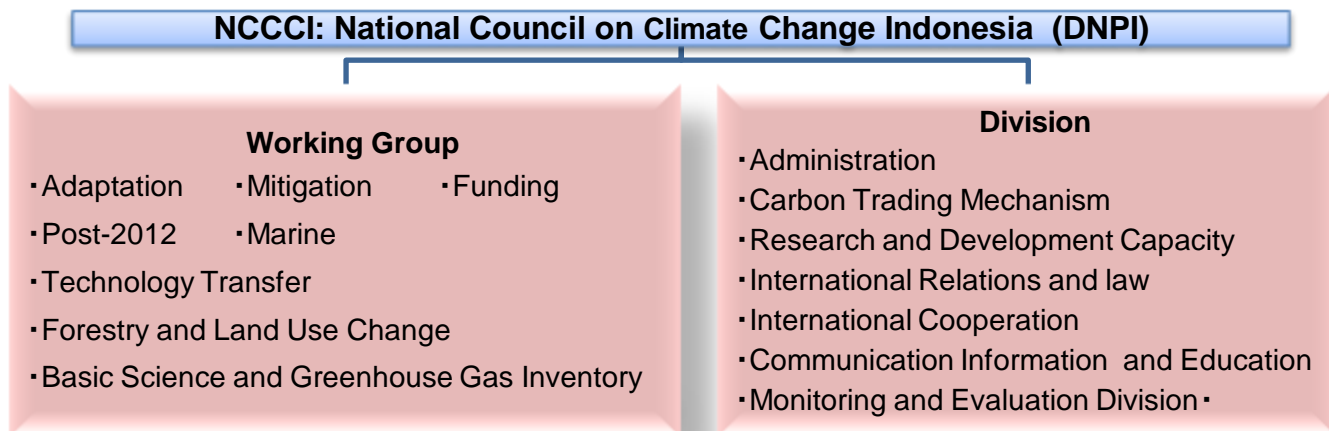 NCCCI: National Council on Climate Change Indonesia (DNPI)
Working Group
・Adaptation ・Mitigation ・Funding
・Post-2012 ・Marine
・Technology Transfer
・Forestry and Land Use Change
・Basic Science and Greenhouse Gas Inventory
Division
・Administration
・Carbon Trading Mechanism
・Research and Development Capacity
・International Relations and law
・International Cooperation
・Communication Information and Education
・Monitoring and Evaluation Division・